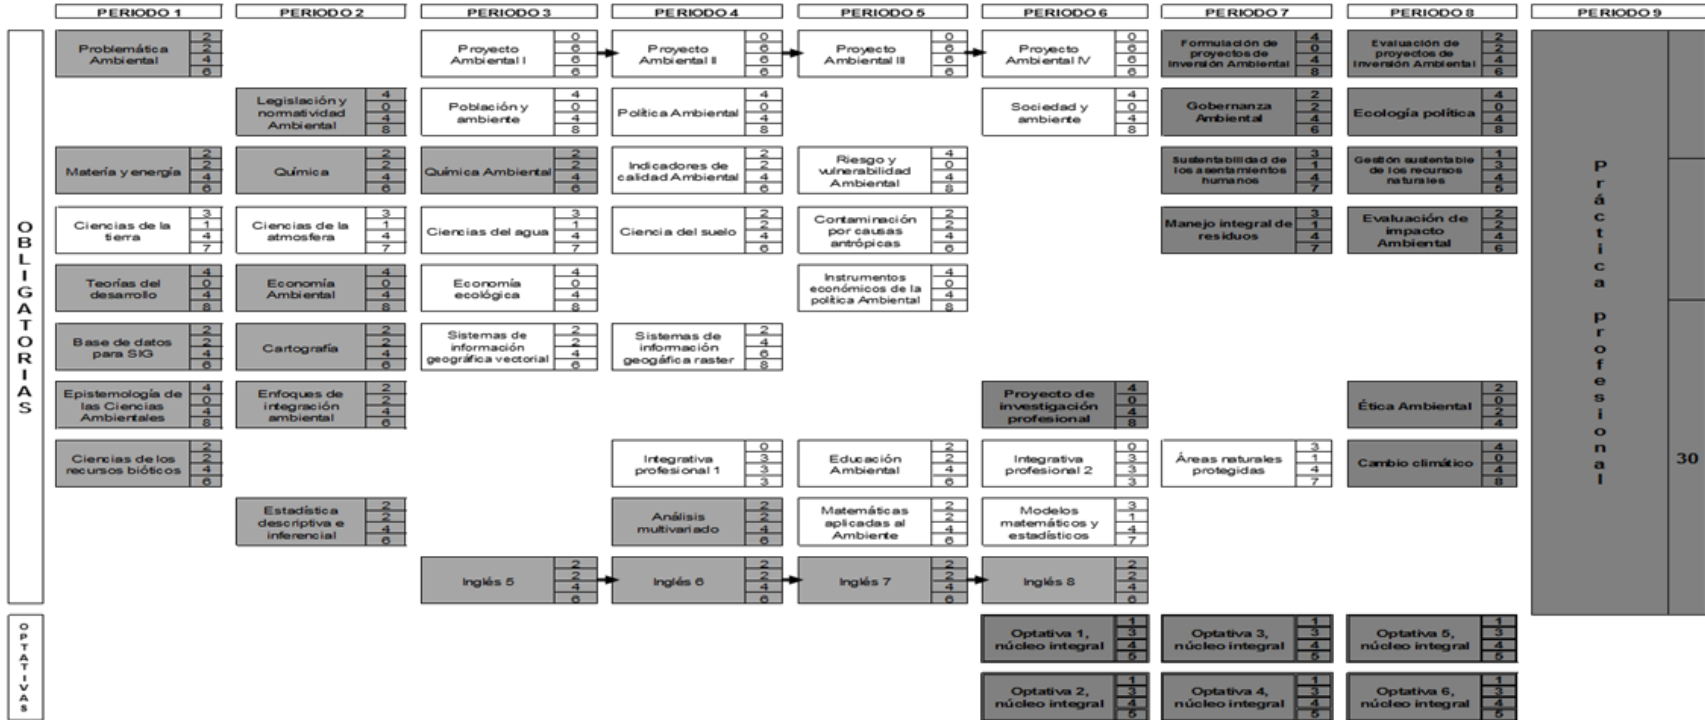 PERIODO 1 PERIODO 2 PERIODO 3 PERIODO 4 PERIODO 5 PERIODO 6 PERIODO 7 PERIODO 8 PERIODO 9
OBLIGATORIAS
Problemática
Ambiental
2
2
4
6
Proyecto
Ambiental I
0
6
6
6
Proyecto
Ambiental II
0
6
6
6
Proyecto
Ambiental III
0
6
6
6
Proyecto
Ambiental IV
0
6
6
6
Formulación de
proyectos de
Inversión Ambiental
4
0
4
8
Evaluación de
proyectos de
Inversión Ambiental
2
2
4
6
Legislación y
normatividad
Ambiental
4
0
4
8
Población y
ambiente
4
0
4
8
Política Ambiental
4
0
4
8
Sociedad y
ambiente
4
0
4
8
Gobernanza
Ambiental
2
2
4
6
Ecología política
4
0
4
8
Materia y energía
2
2
4
6
Química
2
2
4
6
Química Ambiental
2
2
4
6
Indicadores de
calidad Ambiental
2
2
4
6
Riesgo y
vulnerabilidad
Ambiental
4
0
4
8
Sustentabilidad de
los asentamientos
humanos
3
1
4
7
Gestión sustentable
de los recursos
naturales
1
3
4
5
Ciencias de la
tierra
3
1
4
7
Ciencias de la
atmosfera
3
1
4
7
Ciencias del agua
3
1
4
7
Ciencia del suelo
2
2
4
6
Contaminación
por causas
antrópicas
2
2
4
6
Manejo integral de
residuos
3
1
4
7
Evaluación de
impacto
Ambiental
2
2
4
6
Teorías del
desarrollo
4
0
4
8
Economía
Ambiental
4
0
4
8
Economía
ecológica
4
0
4
8
Instrumentos
económicos de la
política Ambiental
4
0
4
8
Base de datos
para SIG
2
2
4
6
Cartografía
2
2
4
6
Sistemas de
información
geográfica vectorial
2
2
4
6
Sistemas de
información
geogáfica raster
2
4
6
8
Epistemología de
las Ciencias
Ambientales
4
0
4
8
Enfoques de
integración
ambiental
2
2
4
6
Proyecto de
investigación
profesional
4
0
4
8
Ética Ambiental
2
0
2
4
Ciencias de los
recursos bióticos
2
2
4
6
Integrativa
profesional 1
0
3
3
3
Educación
Ambiental
2
2
4
6
Integrativa
profesional 2
0
3
3
3
Áreas naturales
protegidas
3
1
4
7
Cambio climático
4
0
4
8
Estadística
descriptiva e
inferencial
2
2
4
6
Análisis
multivariado
2
2
4
6
Matemáticas
aplicadas al
Ambiente
2
2
4
6
Modelos
matemáticos y
estadísticos
3
1
4
7
Inglés 5
2
2
4
6
Inglés 6
2
2
4
6
Inglés 7
2
2
4
6
Inglés 8
2
2
4
6
Práctica profesional
30
OPTATIVAS
Optativa 1,
núcleo integral
1
3
4
5
Optativa 3,
núcleo integral
1
3
4
5
Optativa 5,
núcleo integral
1
3
4
5
Optativa 2,
núcleo integral
1
3
4
5
Optativa 4,
núcleo integral
1
3
4
5
Optativa 6,
núcleo integral
1
3
4
5